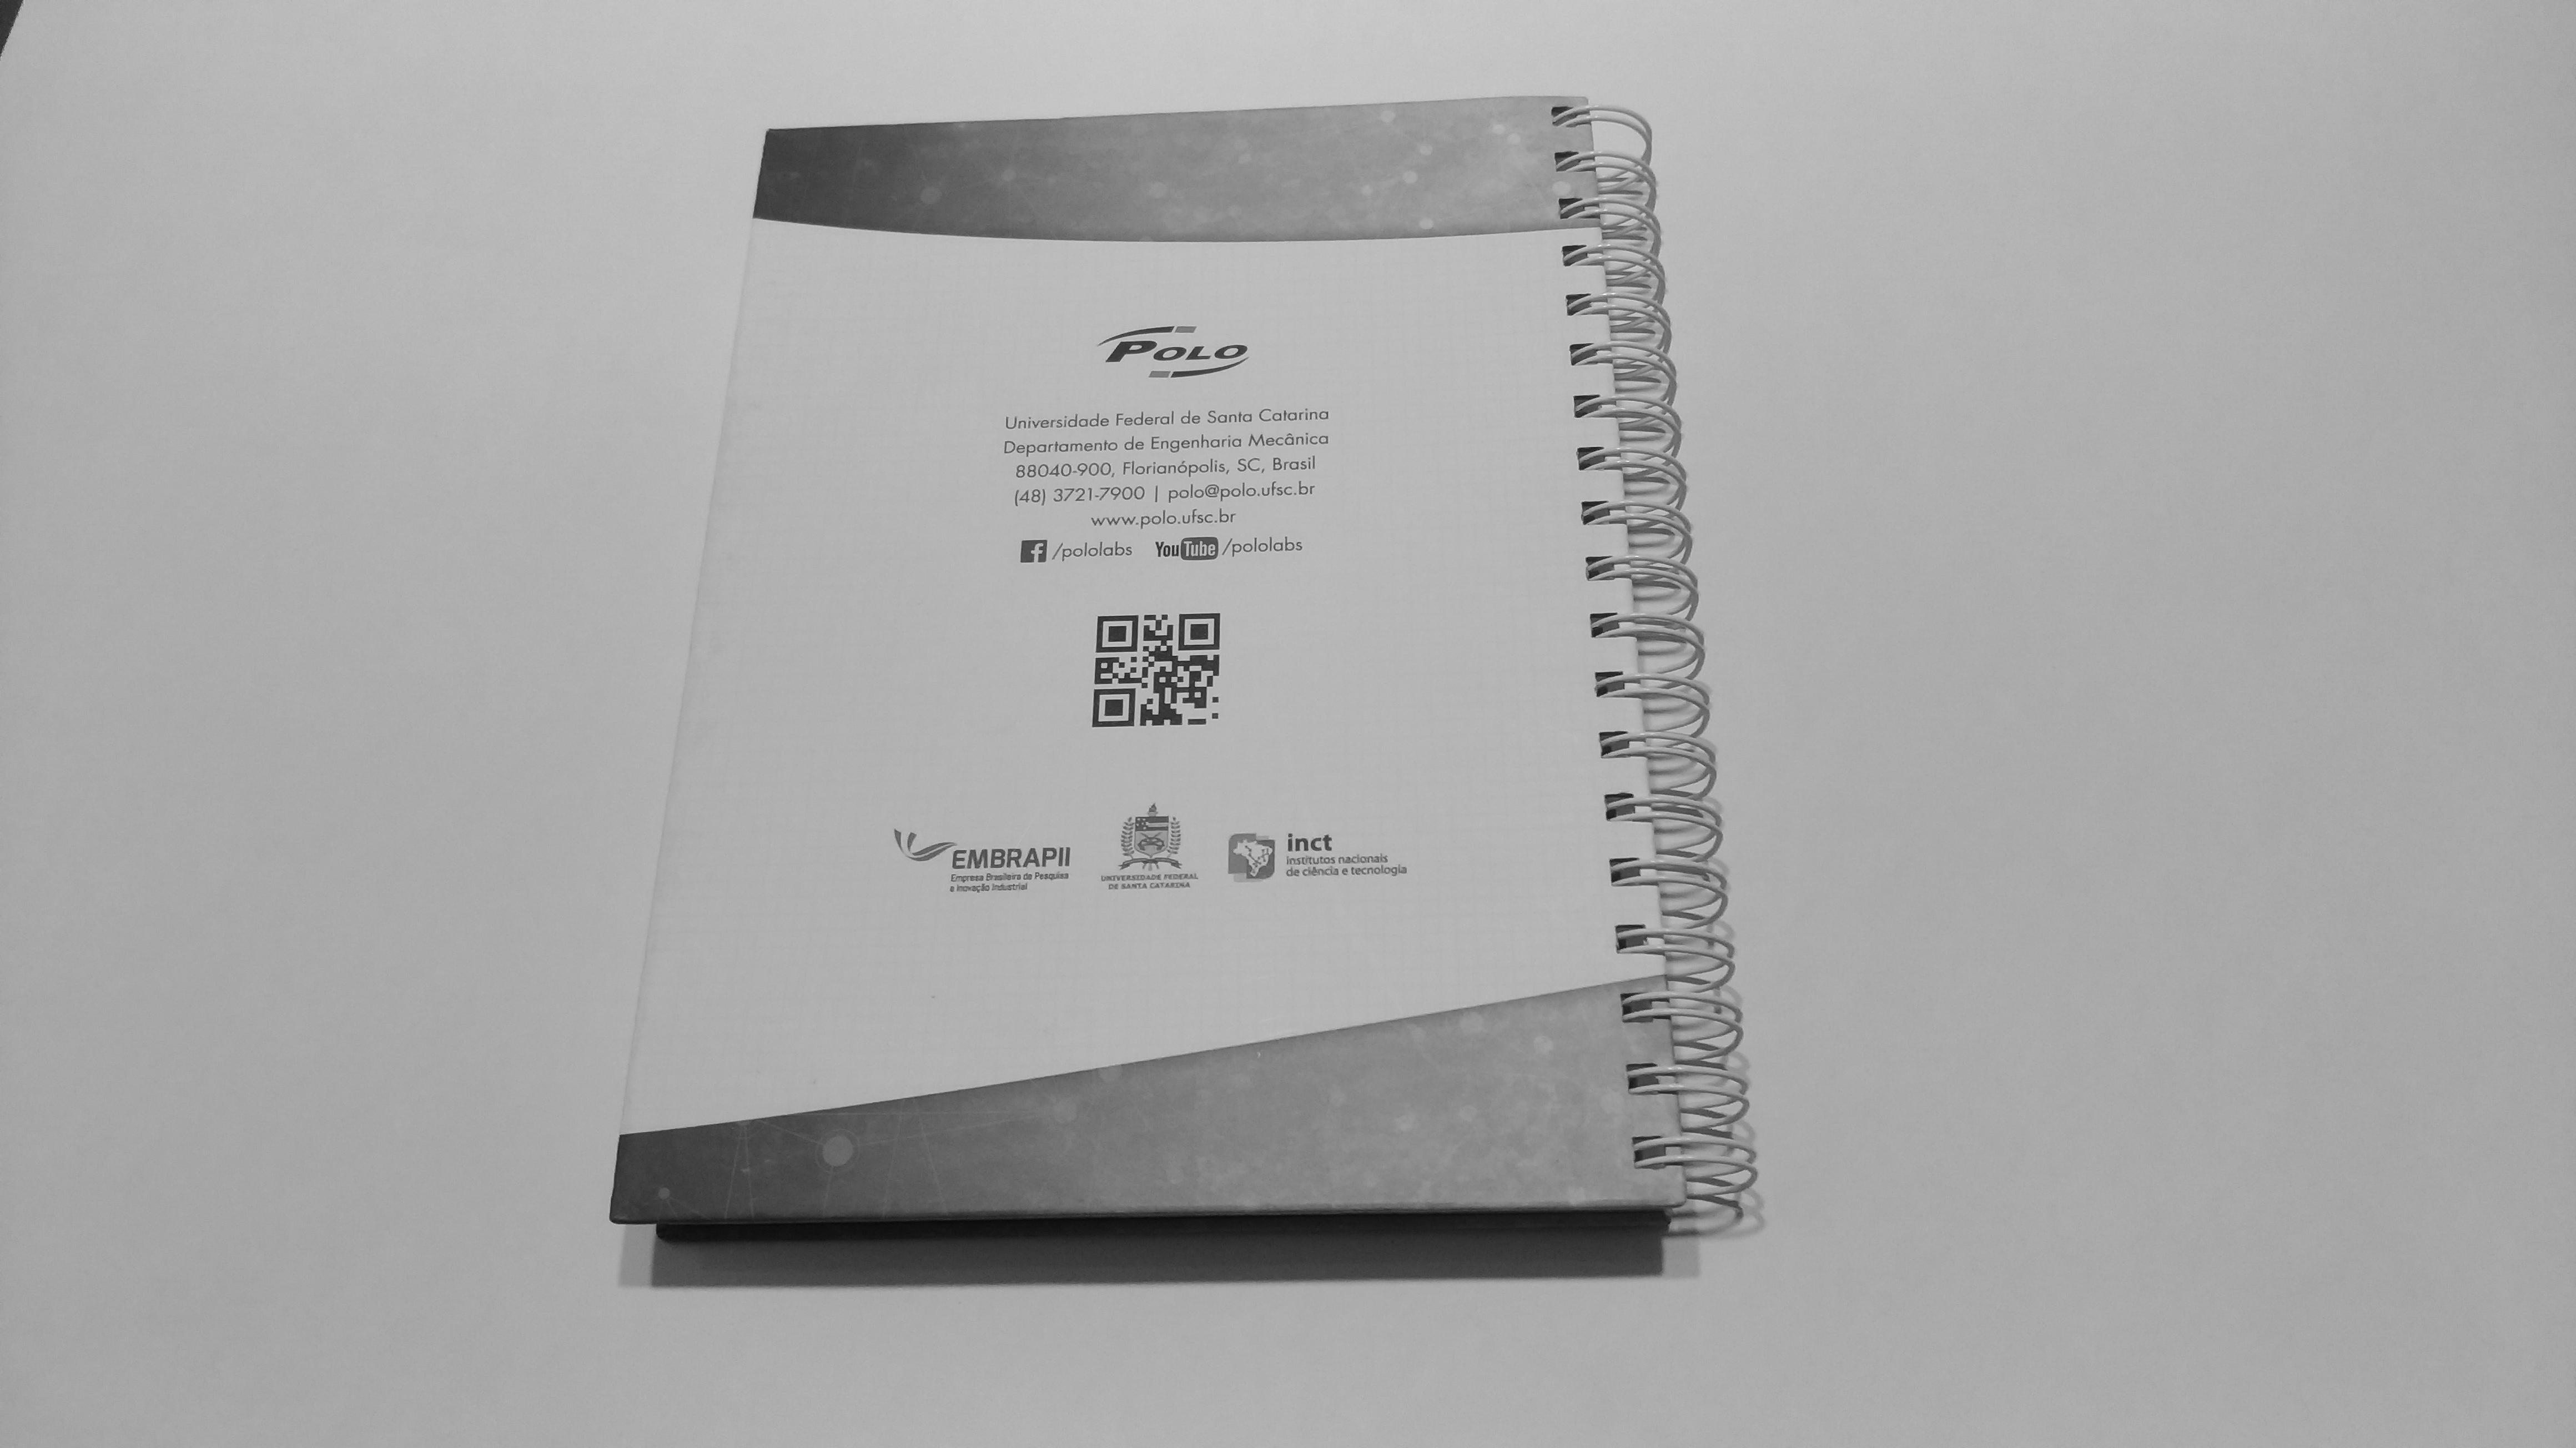 POLO
Universidade Federal de Santa Catarina
Departamento de Engenharia Mecânica
88040-900, Florianópolis, SC, Brasil
(48) 3721-7900 | polo@polo.ufsc.br
www.polo.ufsc.br
f /pololabs YouTube /pololabs
EMBRAPII
Empresa Brasileira de Pesquisa
e Inovação Industrial
UNIVERSIDADE FEDERAL
DE SANTA CATARINA
inct
institutos nacionais
de ciência e tecnologia